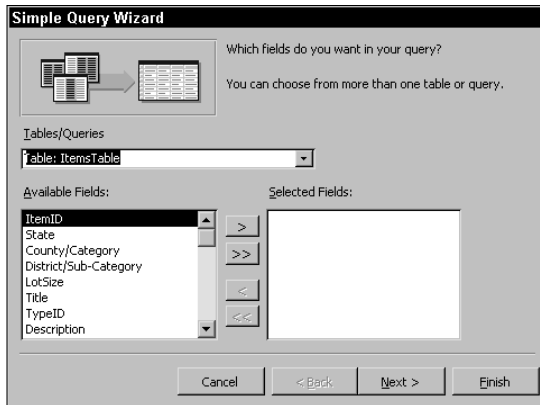 Simple Query Wizard
Which fields do you want in your query?
You can choose from more than one table or query.
Tables/Queries
Table: ItemsTable
Available Fields:
Selected Fields:
ItemID
State
County/Category
District/Sub-Category
LotSize
Title
TypeID
Description
>
>>
<
<<
Cancel
< Back
Next >
Finish